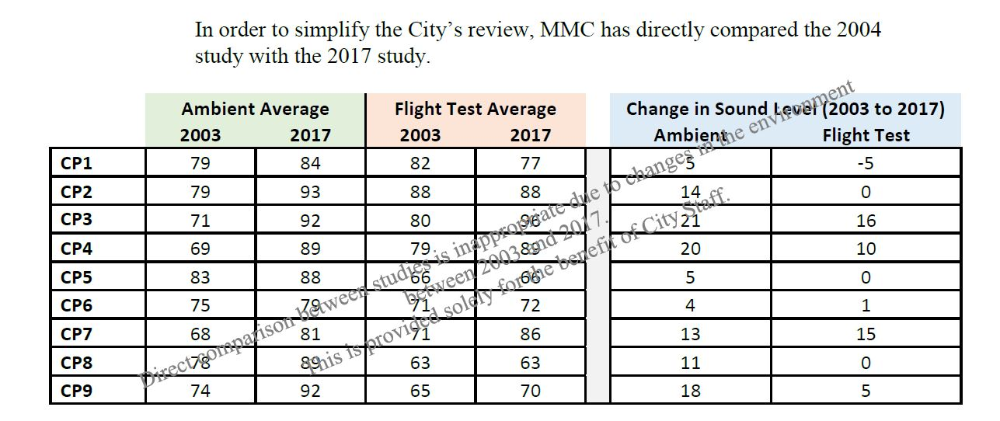 In order to simplify the City’s review, MMC has directly compared the 2004
study with the 2017 study.
Ambient Average Flight Test Average Change in Sound Level (2003 to 2017)
2003 2017 2003 2017 Ambient Flight Test
CP1 79 84 82 77 5 -5
CP2 79 93 88 88 14 0
CP3 71 92 80 96 21 16
CP4 69 89 79 89 20 10
CP5 83 88 66 66 5 0
CP6 75 79 71 72 4 1
CP7 68 81 71 86 13 15
CP8 78 89 63 63 11 0
CP9 74 92 65 70 18 5
Direct comparison between studies is inappropriate due to changes in the environment
between 2003 and 2017.
This is provided solely for the benefit of City Staff.